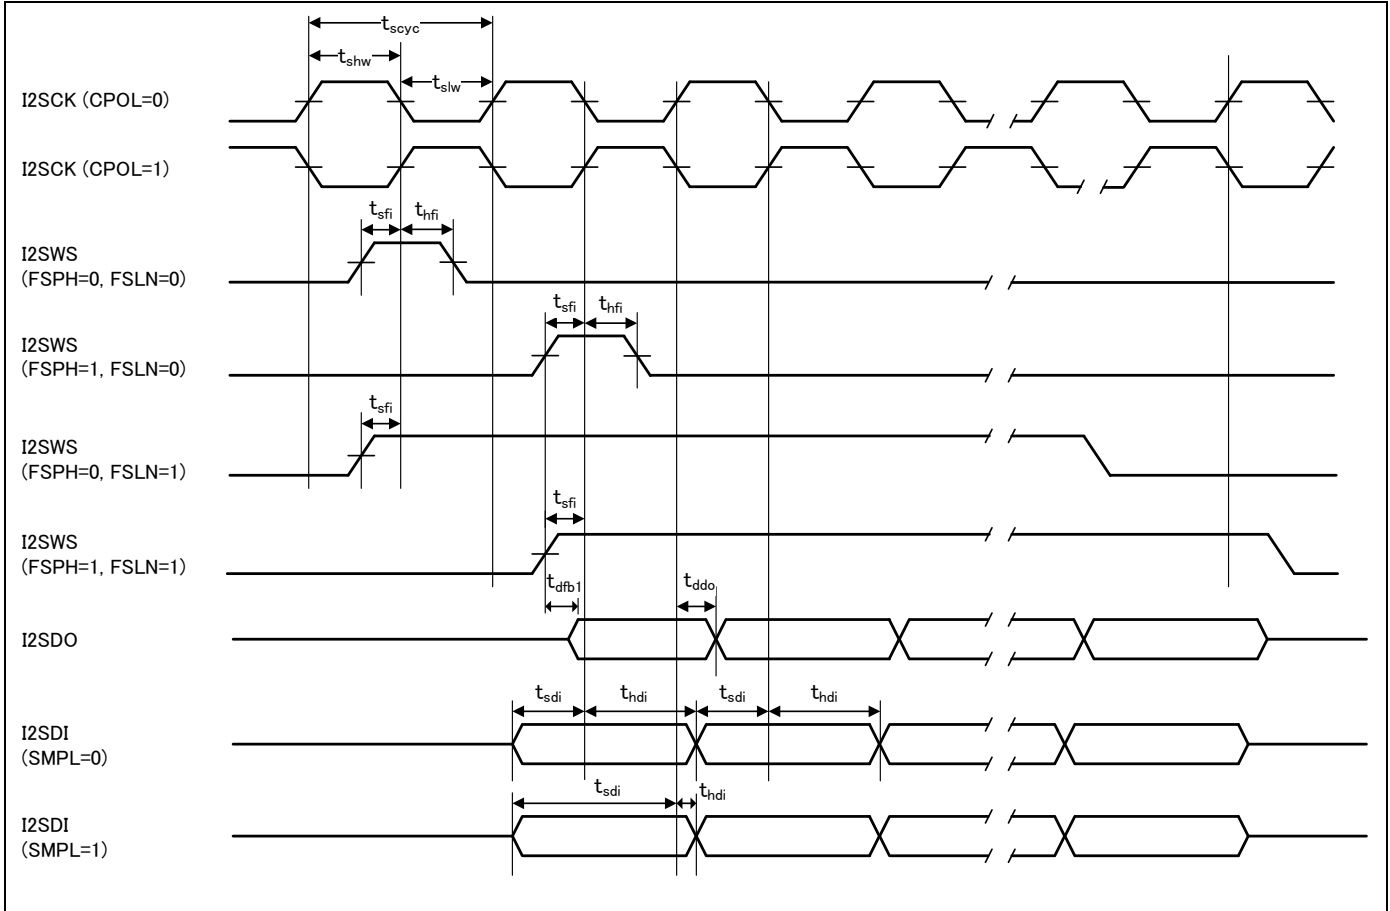 tscyc
tshw
tslw
I2SCK (CPOL=0)
I2SCK (CPOL=1)
tsfi thfi
I2SWS
(FSPH=0, FSLN=0)
tsfi thfi
I2SWS
(FSPH=1, FSLN=0)
tsfi
I2SWS
(FSPH=0, FSLN=1)
tsfi
I2SWS
(FSPH=1, FSLN=1)
tdfb1 tddo
I2SDO
tsdi thdi tsdi thdi
I2SDI
(SMPL=0)
tsdi thdi
I2SDI
(SMPL=1)